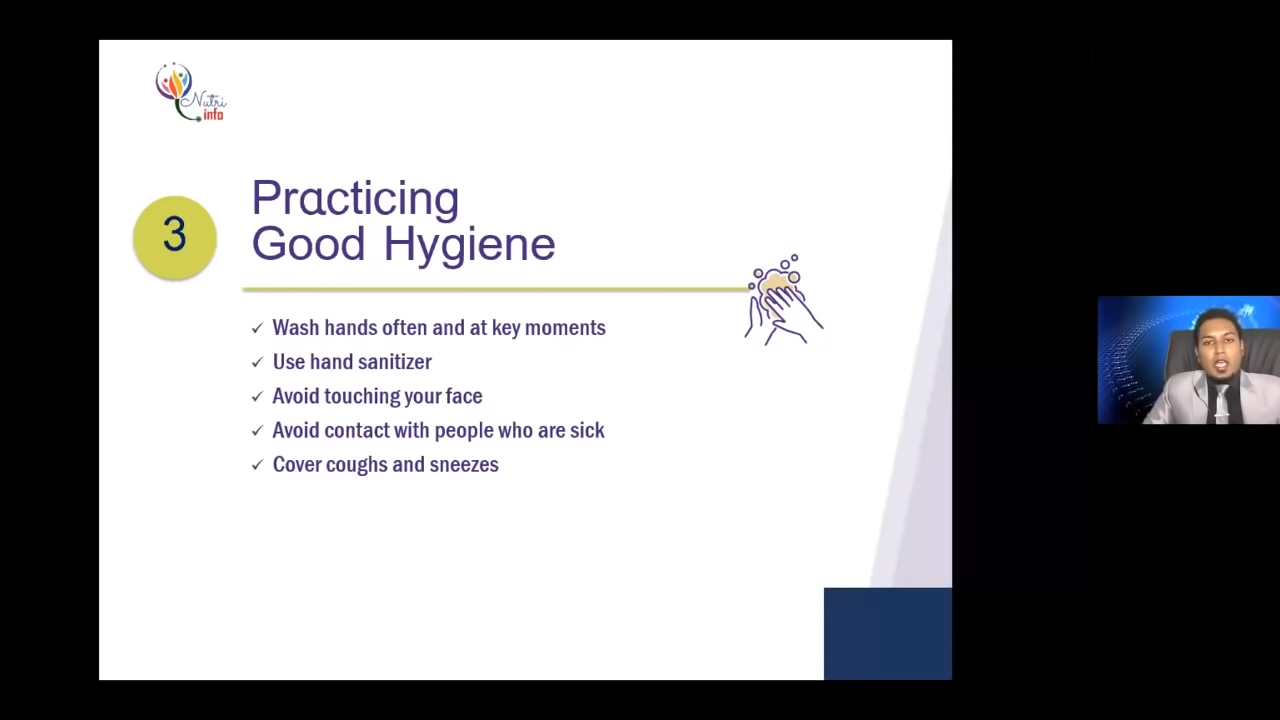 Nutri
info
3
Practicing
Good Hygiene
✓ Wash hands often and at key moments
✓ Use hand sanitizer
✓ Avoid touching your face
✓ Avoid contact with people who are sick
✓ Cover coughs and sneezes